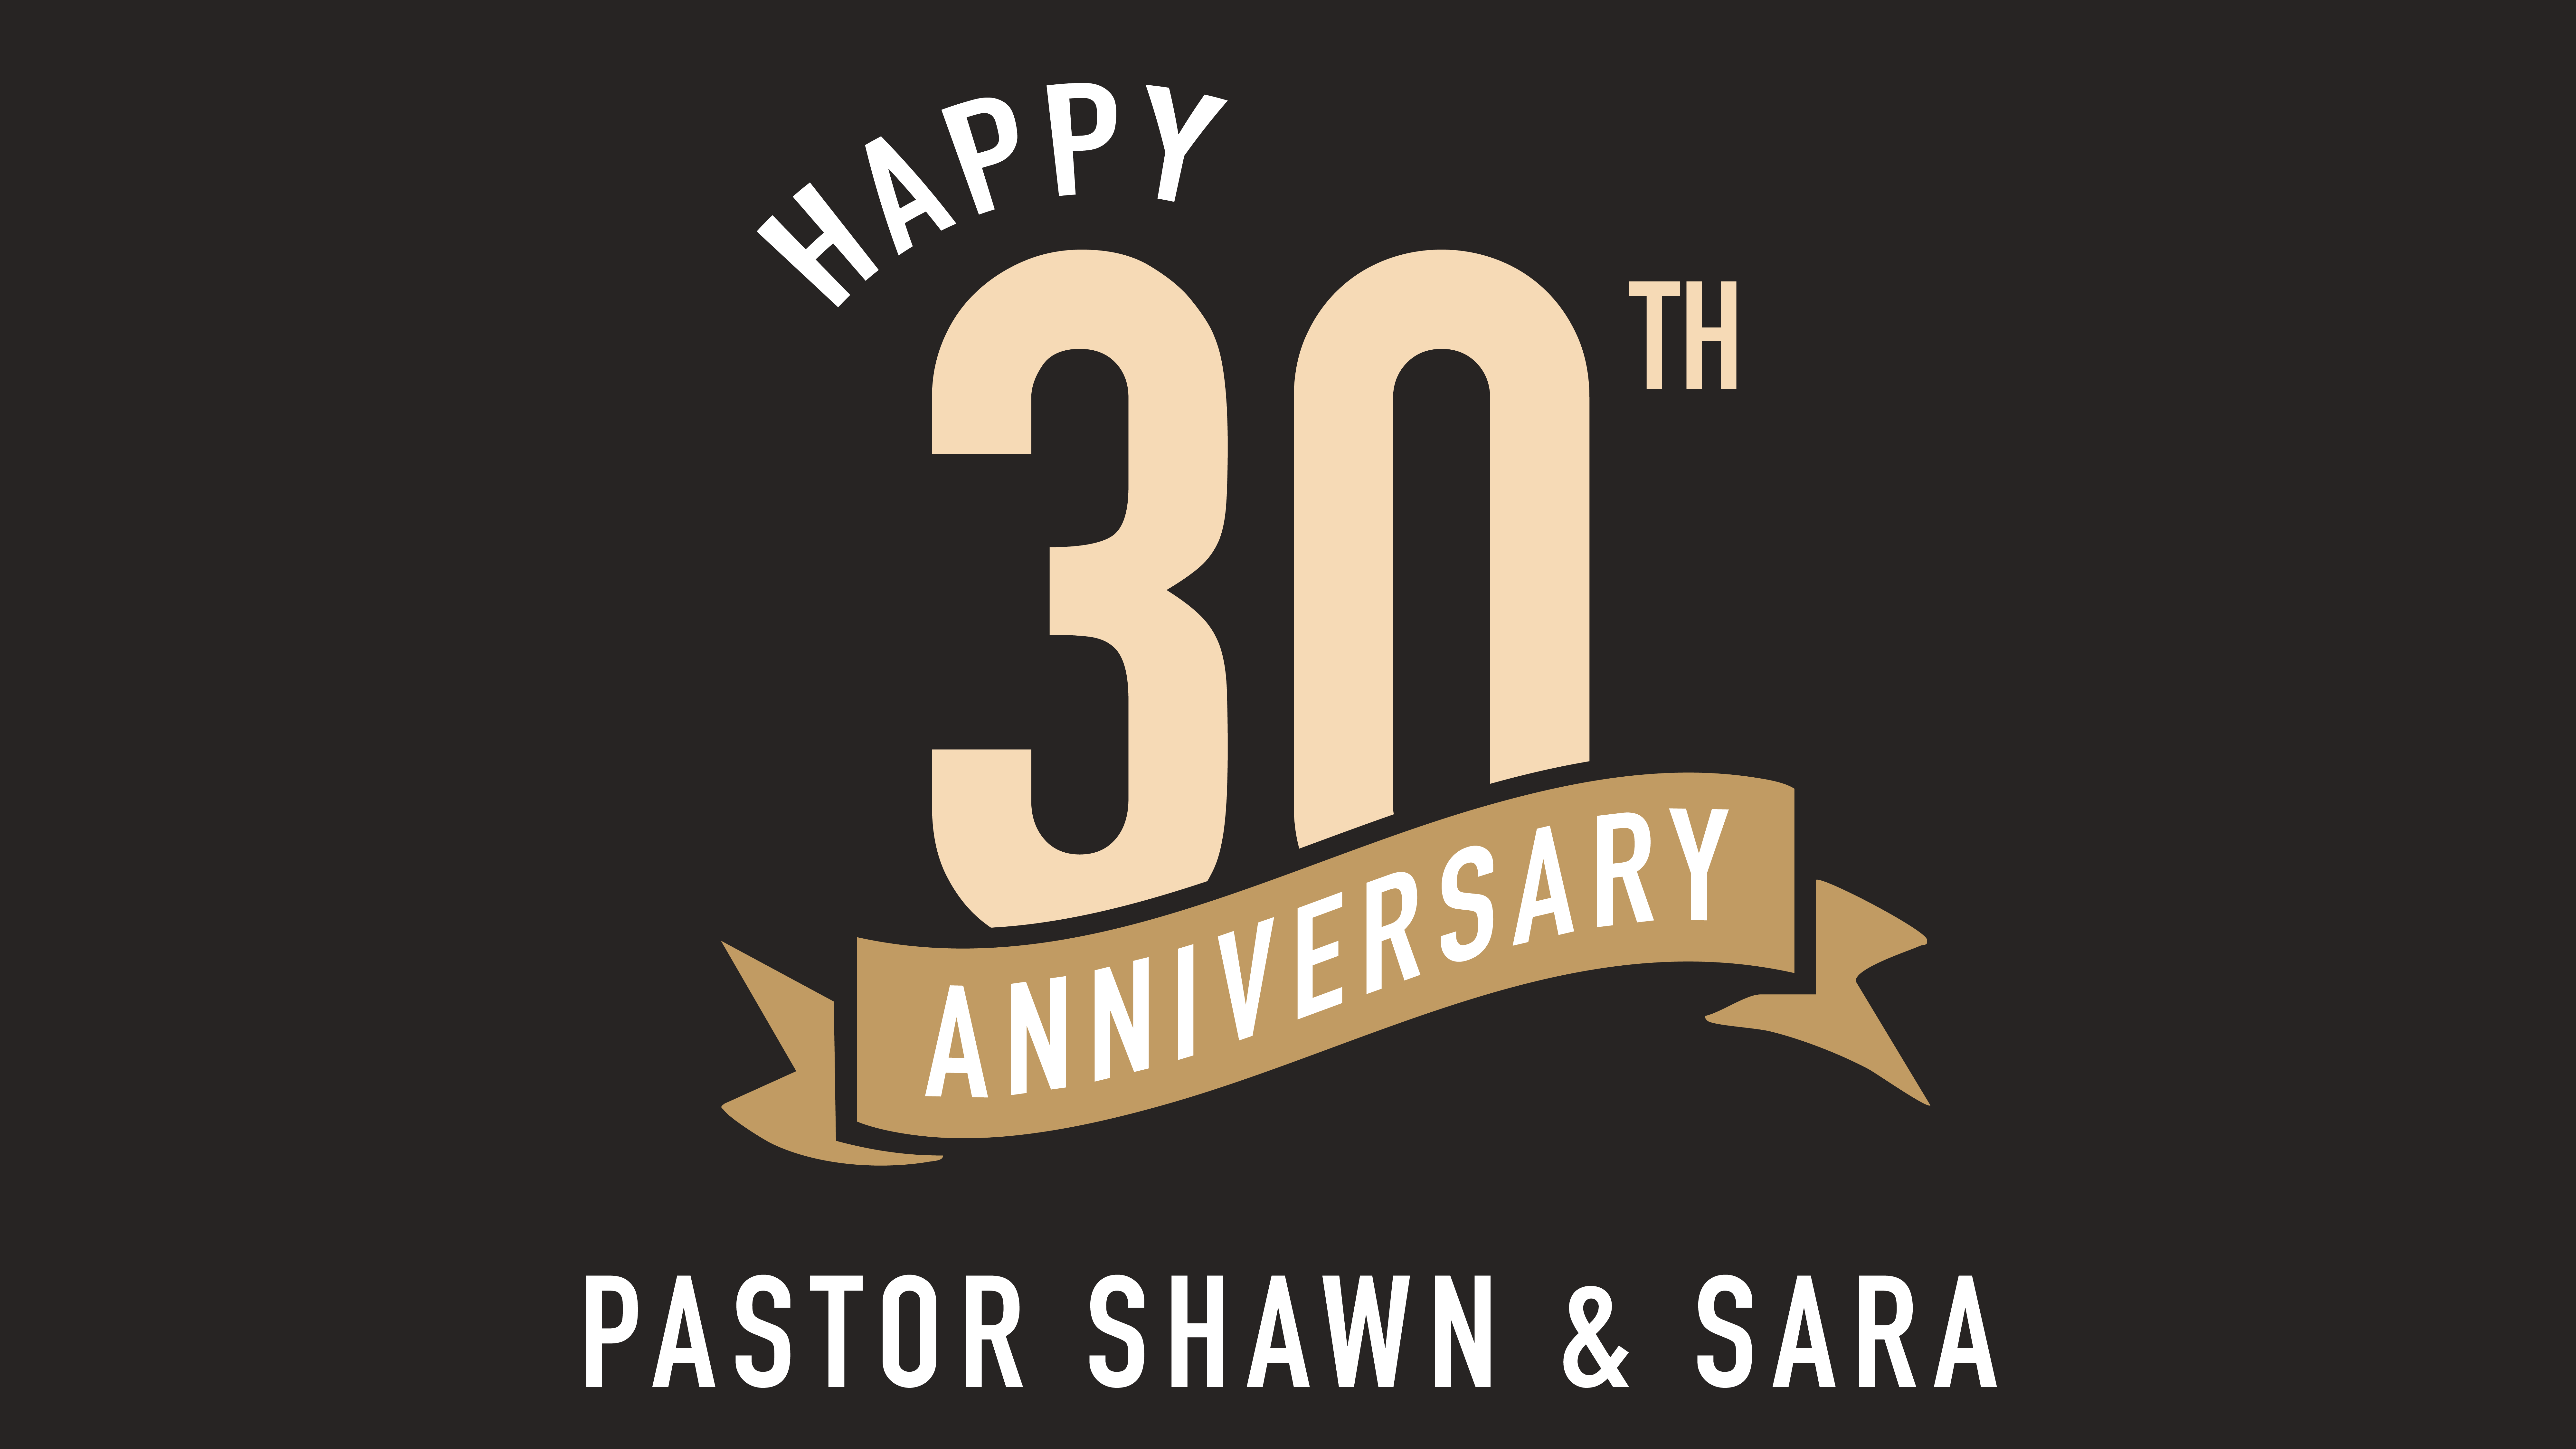 HAPPY
30TH
ANNIVERSARY
PASTOR SHAWN & SARA